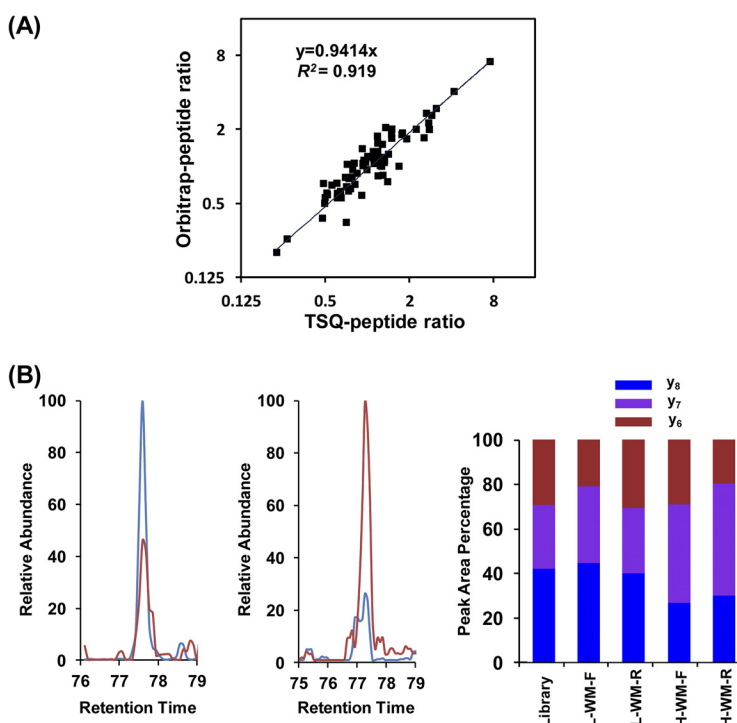 (A)
y=0.9414x
R² = 0.919
Orbitrap-peptide ratio
8
2
0.5
0.125
0.125 0.5 2 8
TSQ-peptide ratio
(B)
y₈
y₇
y₆
Relative Abundance
100
80
60
40
20
0
76 77 78 79
Retention Time
Relative Abundance
100
80
60
40
20
0
75 76 77 78 79
Retention Time
Peak Area Percentage
100
80
60
40
20
0
Library
L-WM-F
L-WM-R
H-WM-F
H-WM-R